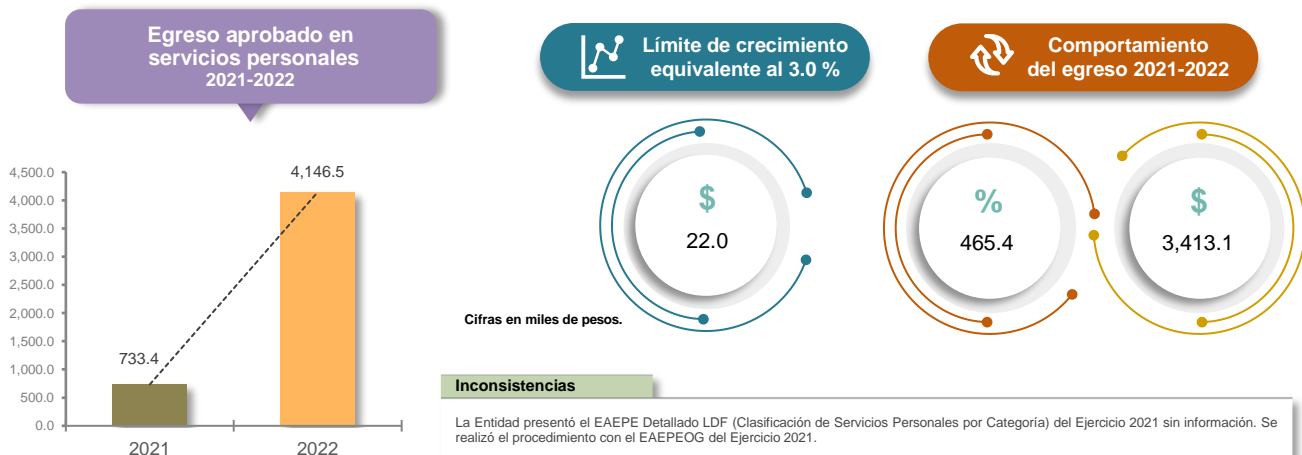 Egreso aprobado en
servicios personales
2021-2022
Límite de crecimiento
equivalente al 3.0 %
Comportamiento
del egreso 2021-2022
4,500.0
4,000.0
3,500.0
3,000.0
2,500.0
2,000.0
1,500.0
1,000.0
500.0
0.0
733.4
4,146.5
2021
2022
$
22.0
%
465.4
$
3,413.1
Cifras en miles de pesos.
Inconsistencias
La Entidad presentó el EAEPE Detallado LDF (Clasificación de Servicios Personales por Categoría) del Ejercicio 2021 sin información. Se
realizó el procedimiento con el EAEPEOG del Ejercicio 2021.